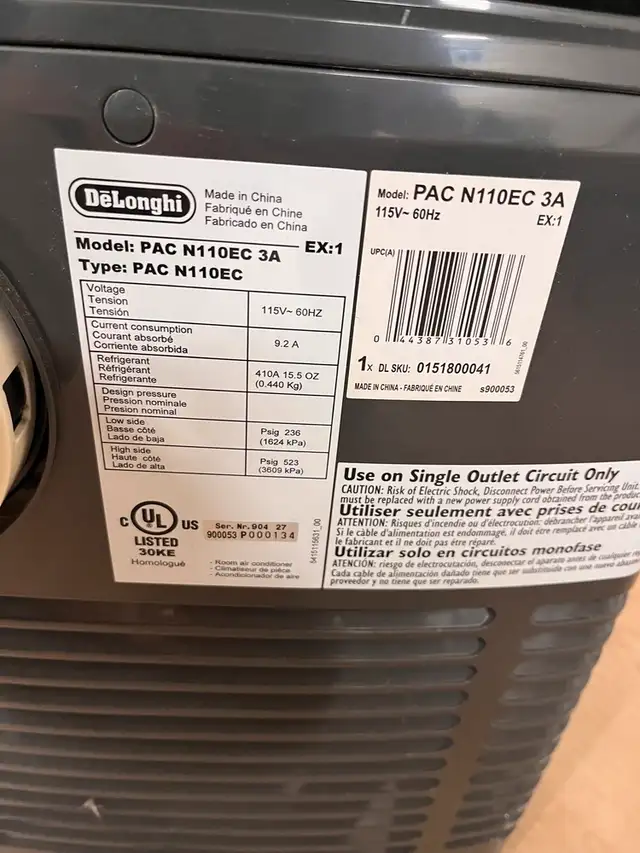 DēLonghi
Made in China
Fabriqué en Chine
Fabricado en China
Model: PAC N110EC 3A EX:1
Type: PAC N110EC
Voltage
Tension
Tensión
115V~ 60HZ
Current consumption
Courant absorbé
Corriente absorbida
9.2 A
Refrigerant
Réfrigérant
Refrigerante
410A 15.5 OZ
(0.440 Kg)
Design pressure
Pression nominale
Presion nominal
Low side
Basse côté
Lado de baja
Psig 236
(1624 kPa)
High side
Haute côté
Lado de alta
Psig 523
(3609 kPa)
C UL US
LISTED
30KE
Homologué
Ser. Nr. 904 27
900053 P000134
- Room air conditioner
- Climatiseur de pièce
- Acondicionador de aire
5415115631_00
Model: PAC N110EC 3A
115V~ 60Hz EX:1
UPC(A)
0 44387 31053 6
1x DL SKU: 0151800041
MADE IN CHINA - FABRIQUÉ EN CHINE s900053
Use on Single Outlet Circuit Only
CAUTION: Risk of Electric Shock, Disconnect Power Before Servicing Unit.
must be replaced with a new power supply cord obtained from the produc
Utiliser seulement avec prises de cou
ATTENTION: Risques d'incendie ou d'électrocution: débrancher l'appareil ava
Si le câble d'alimentation est endommagé, il doit être remplacé avec un câble
le fabricant et il ne doit pas être réparé.
Utilizar solo en circuitos monofase
ATENCIÓN: riesgo de electrocutación, desconectar el aparato antes de cualquier
Cada cable de alimentación dañado tiene que ser substituido con una nuevo
proveedor y no tiene que ser reparado.